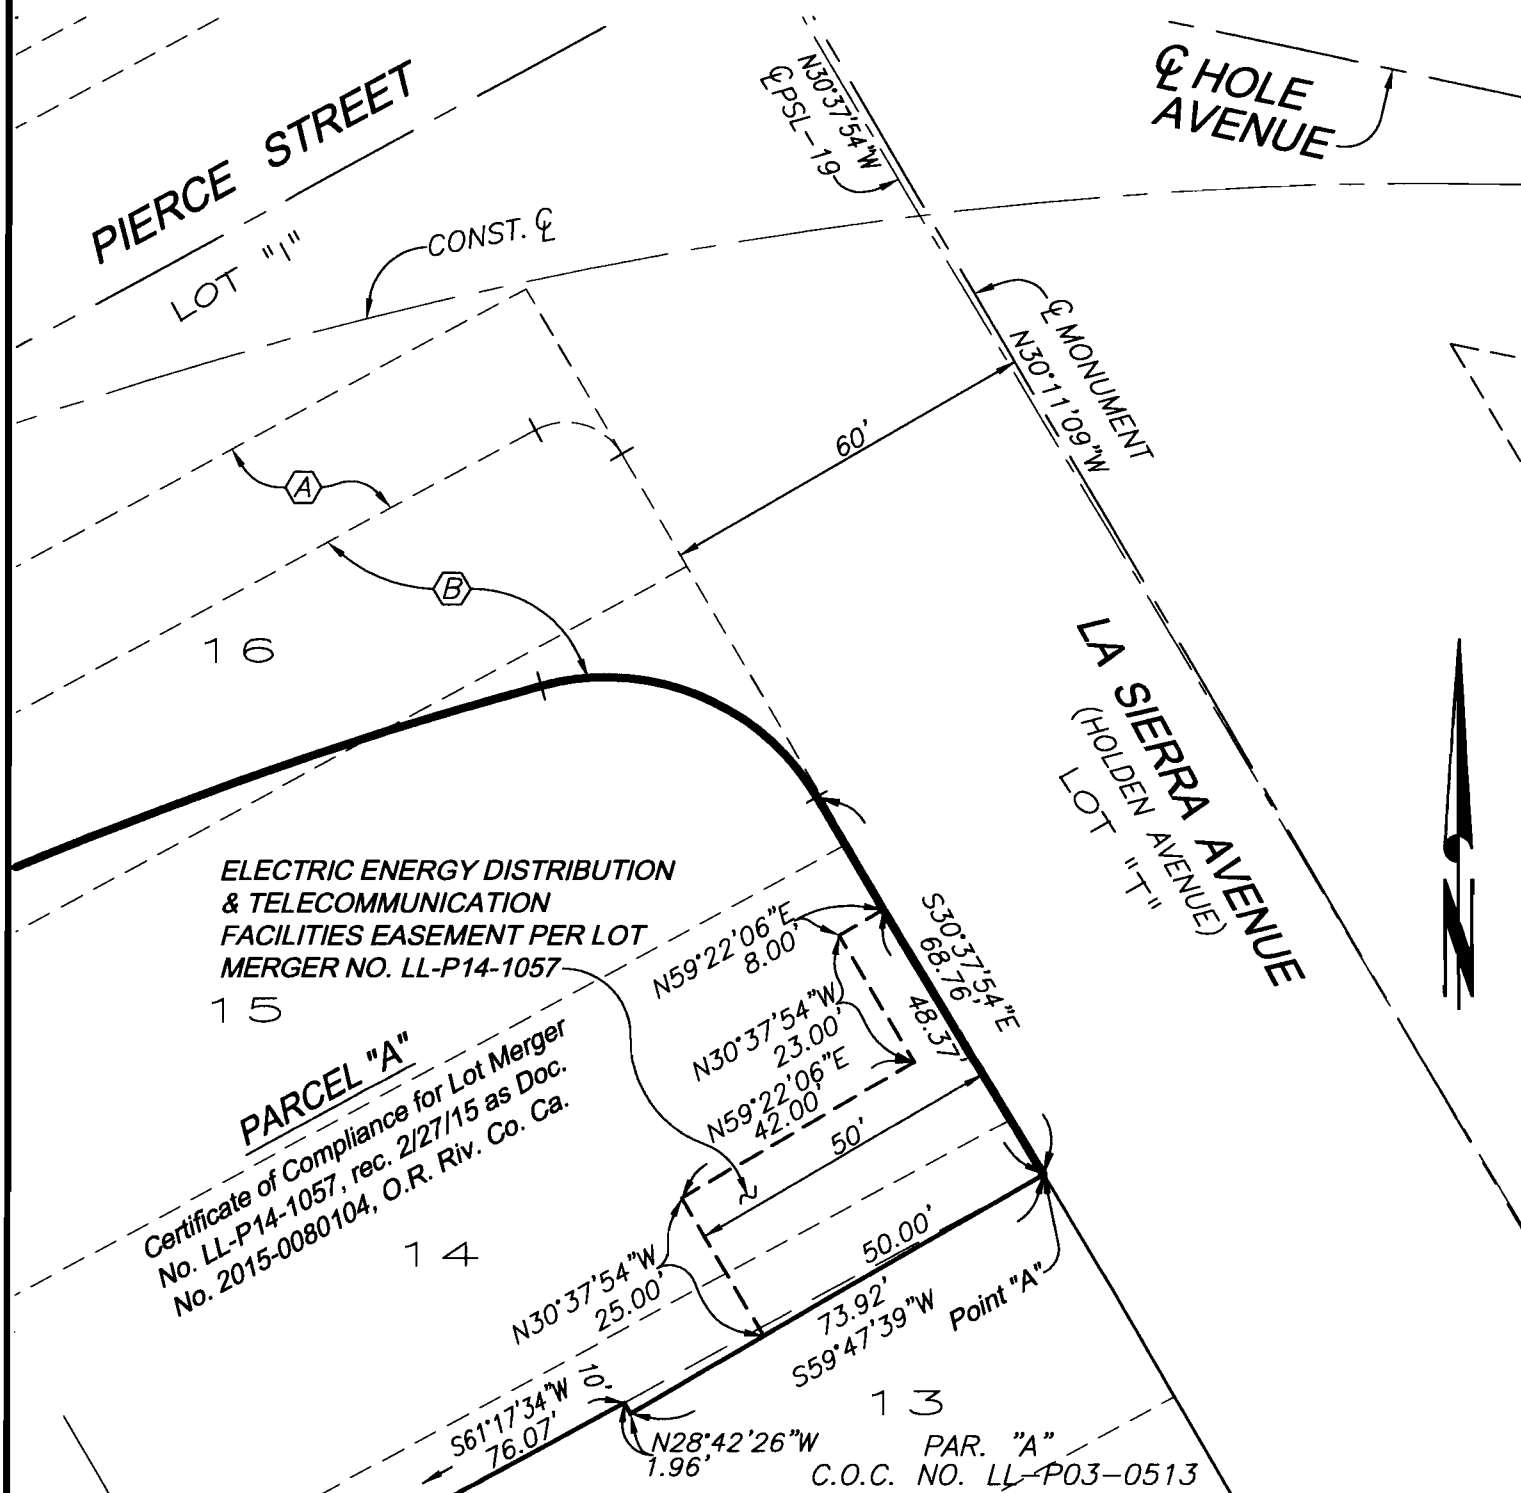 PIERCE STREET
LOT "I"
CONST. ℄
℄ HOLE
AVENUE
N30°37'54"W
℄ PSL-19
℄ MONUMENT
N30°11'09"W
60'
A
B
16
LA SIERRA AVENUE
(HOLDEN AVENUE)
LOT "T"
N
ELECTRIC ENERGY DISTRIBUTION
& TELECOMMUNICATION
FACILITIES EASEMENT PER LOT
MERGER NO. LL-P14-1057
15
N59°22'06"E
8.00'
S30°37'54"E
68.76'
48.37'
N30°37'54"W
23.00'
N59°22'06"E
42.00'
50'
PARCEL "A"
Certificate of Compliance for Lot Merger
No. LL-P14-1057, rec. 2/27/15 as Doc.
No. 2015-0080104, O.R. Riv. Co. Ca.
14
N30°37'54"W
25.00'
50.00'
73.92'
S59°47'39"W
Point "A"
10'
S61°17'34"W
76.07'
N28°42'26"W
1.96'
13
PAR. "A"
C.O.C. NO. LL-P03-0513